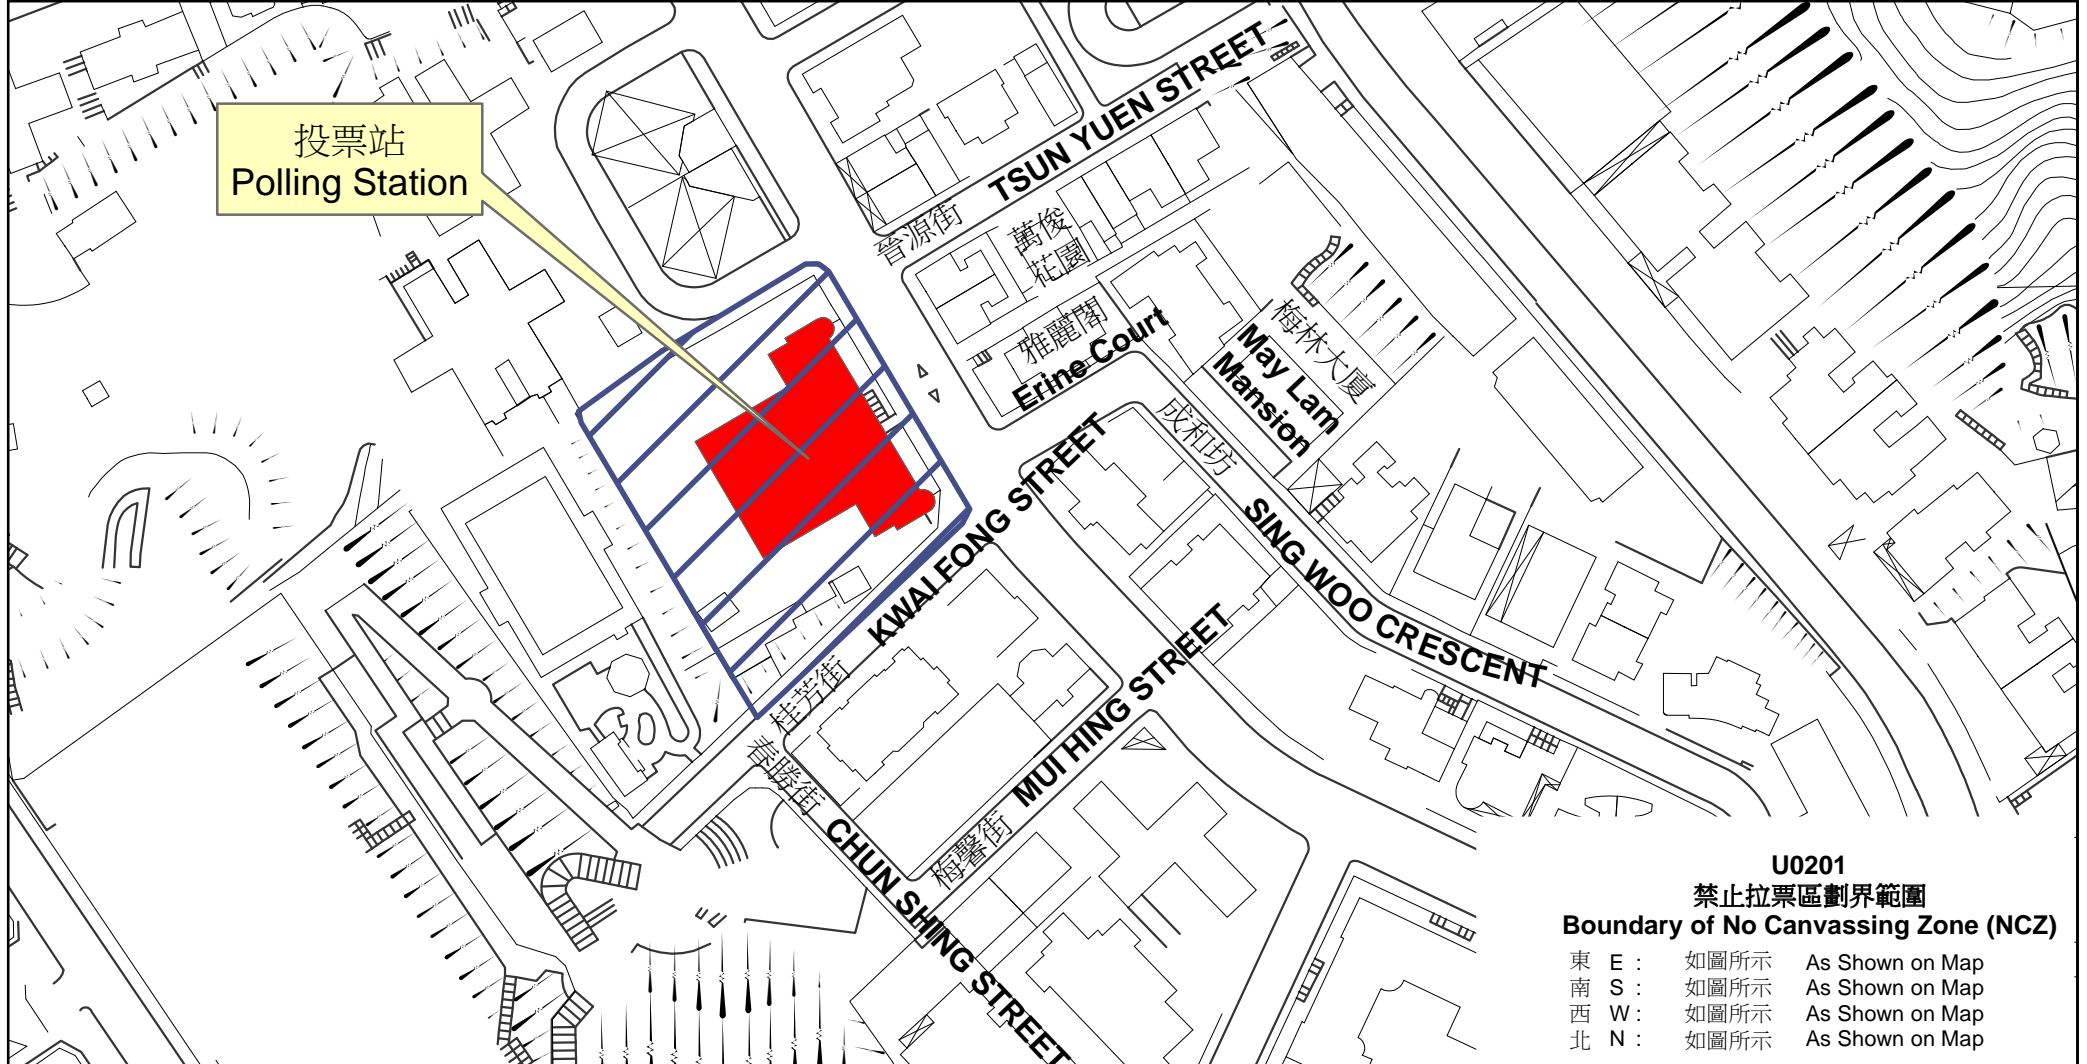 投票站
Polling Station
晉源街 TSUN YUEN STREET
萬俊
花園
雅麗閣
Erine Court
梅林大廈
May Lam
Mansion
成和坊 SING WOO CRESCENT
桂芳街 KWAI FONG STREET
梅馨街 MUI HING STREET
春勝街 CHUN SHING STREET
U0201
禁止拉票區劃界範圍
Boundary of No Canvassing Zone (NCZ)
東 E : 如圖所示 As Shown on Map
南 S : 如圖所示 As Shown on Map
西 W : 如圖所示 As Shown on Map
北 N : 如圖所示 As Shown on Map